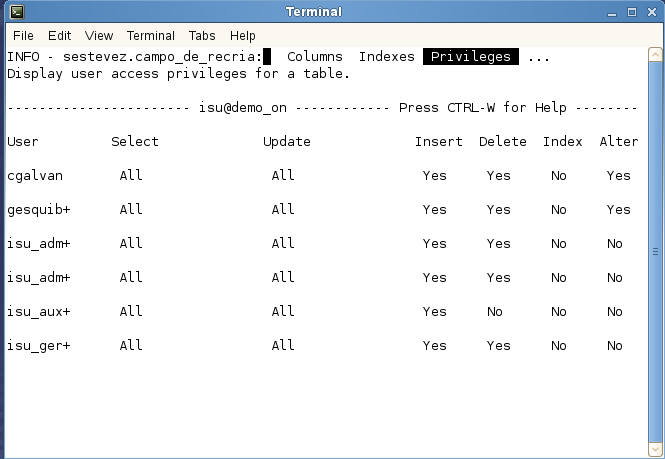 Terminal
File Edit View Terminal Tabs Help
INFO - sestevez.campo_de_recria: Columns Indexes Privileges ...
Display user access privileges for a table.
----------------------- isu@demo_on ------------ Press CTRL-W for Help --------
User Select Update Insert Delete Index Alter
cgalvan All All Yes Yes No Yes
gesquib+ All All Yes Yes No Yes
isu_adm+ All All Yes Yes No No
isu_adm+ All All Yes Yes No No
isu_aux+ All All Yes No No No
isu_ger+ All All Yes Yes No No